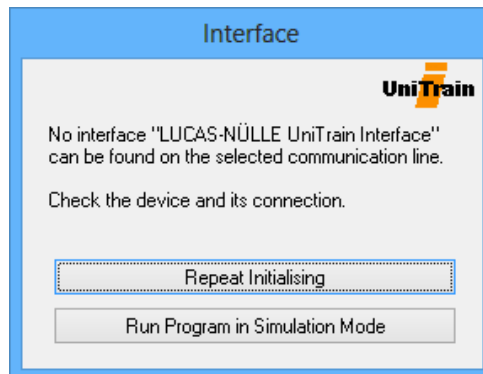 Interface
UniTrain
No interface "LUCAS-NÜLLE UniTrain Interface"
can be found on the selected communication line.
Check the device and its connection.
Repeat Initialising
Run Program in Simulation Mode